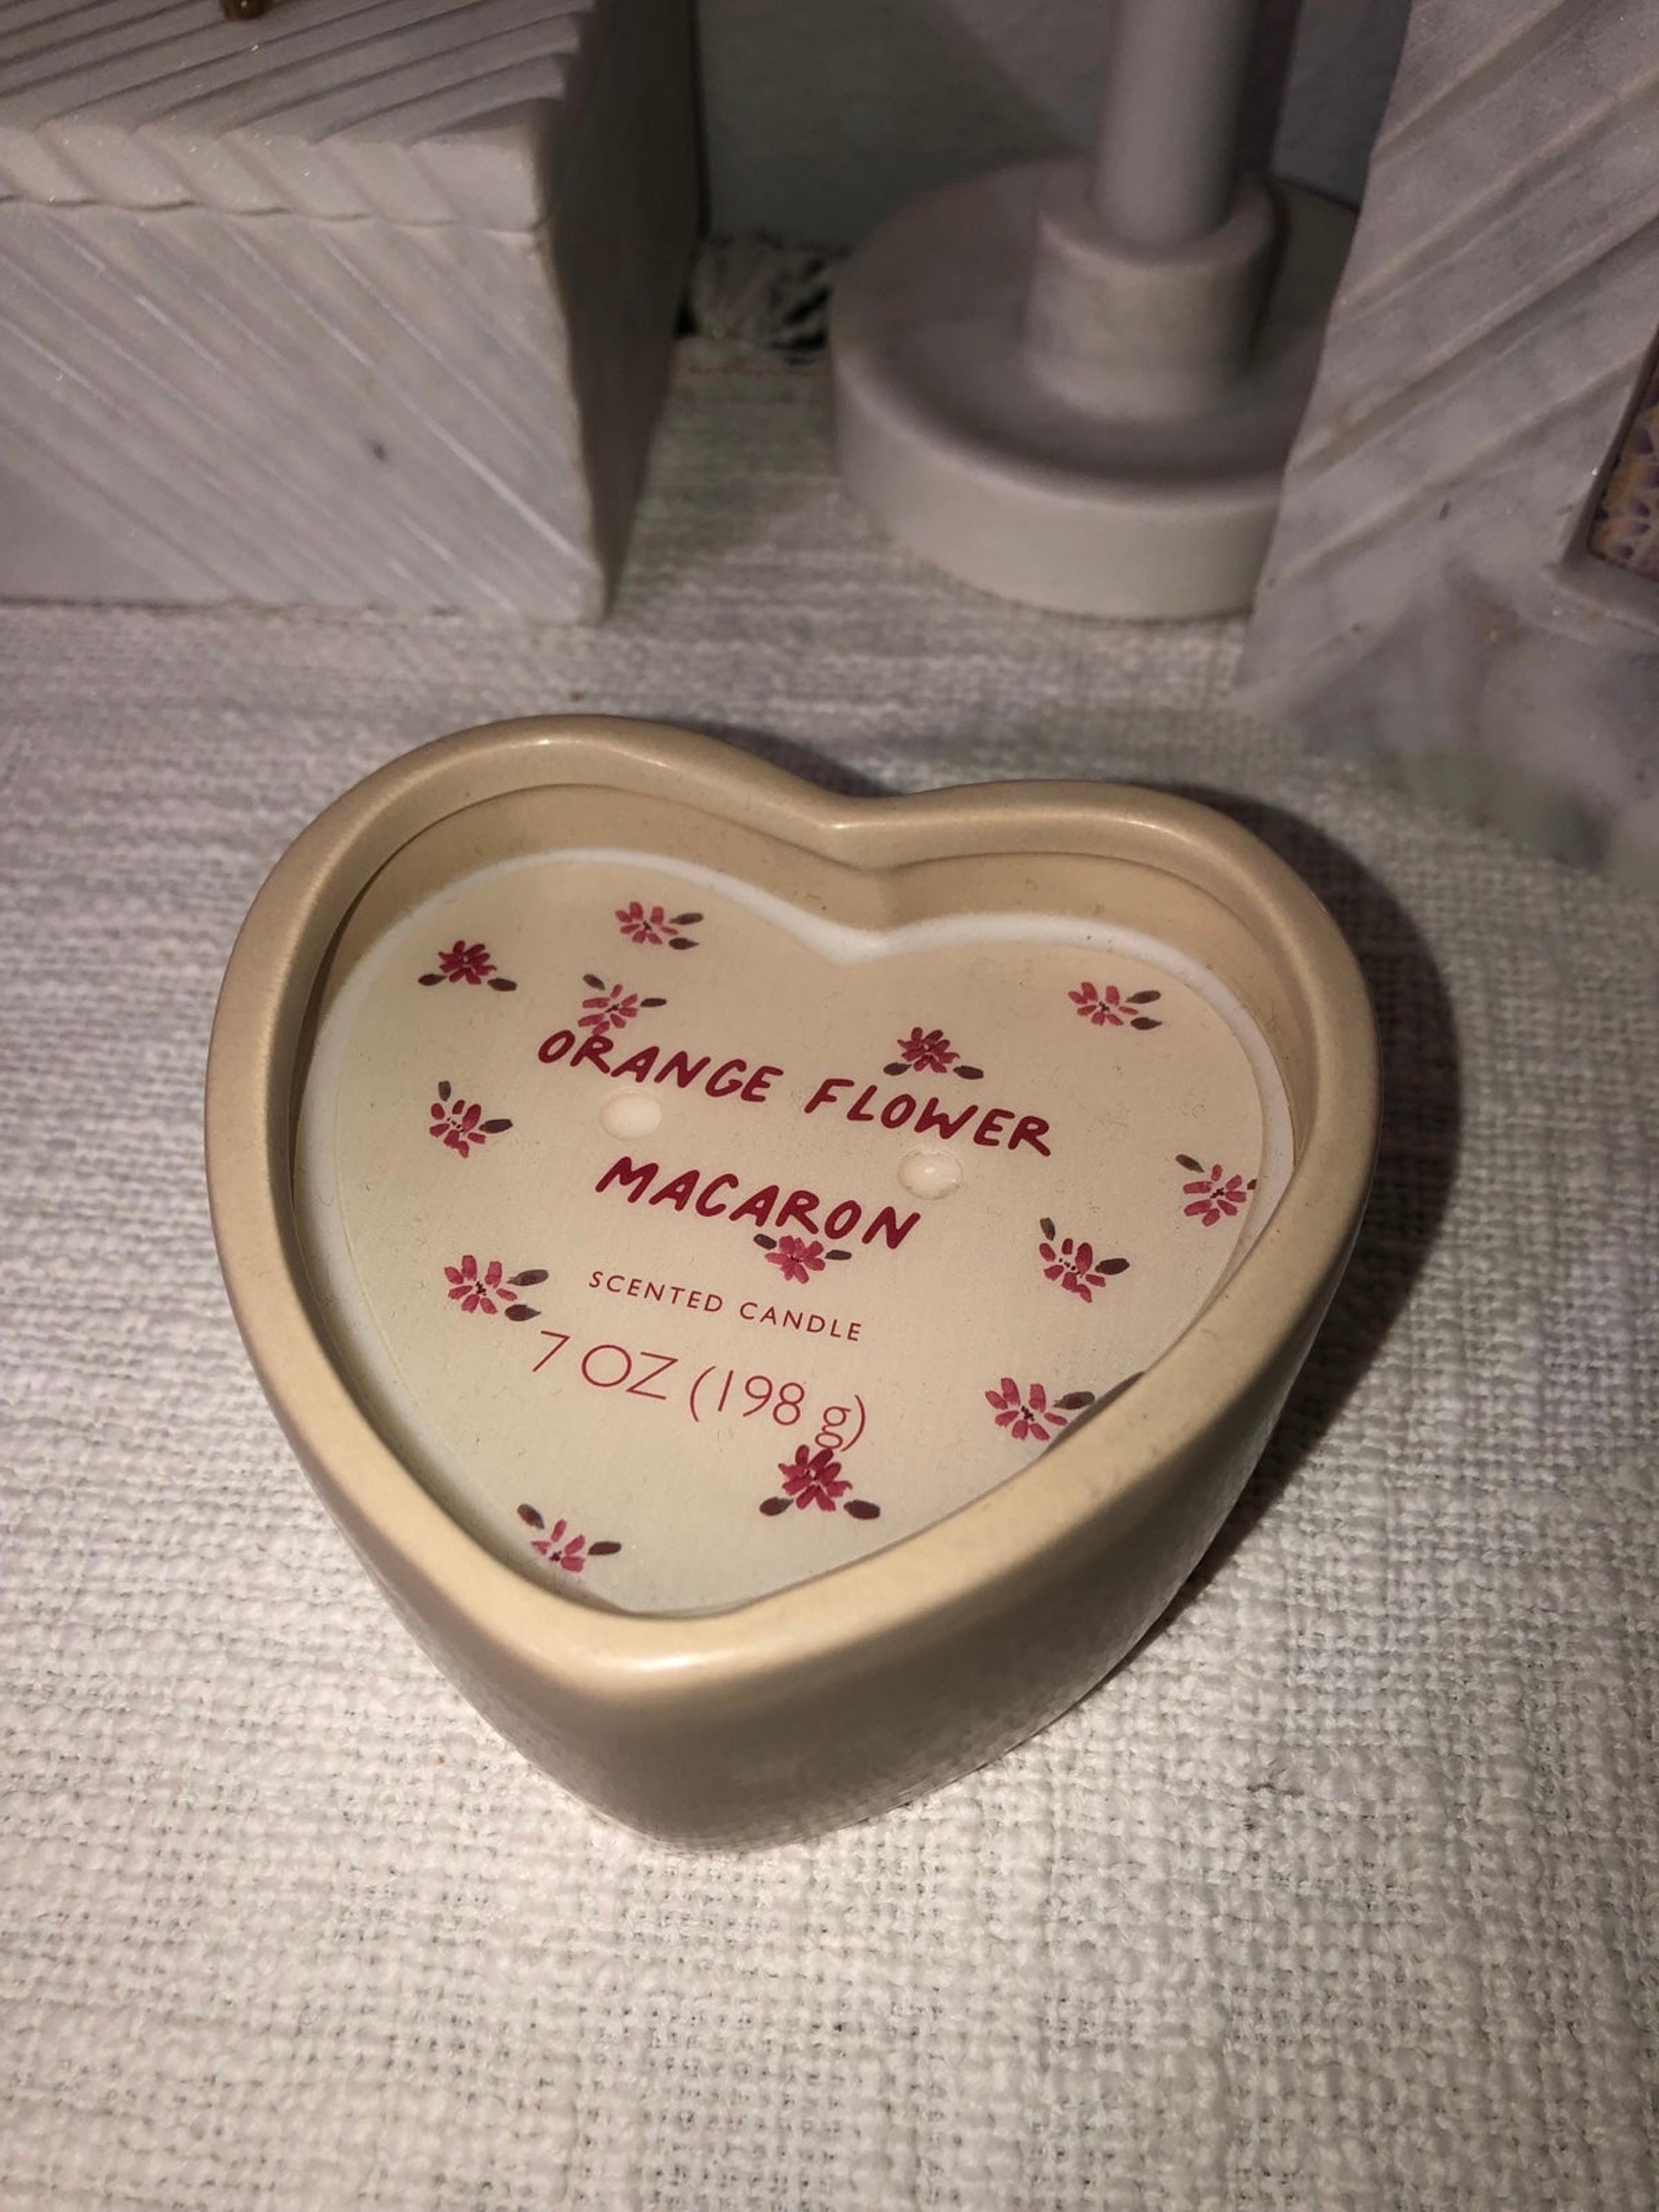 ORANGE FLOWER
MACARON
SCENTED CANDLE
7 OZ (198 g)